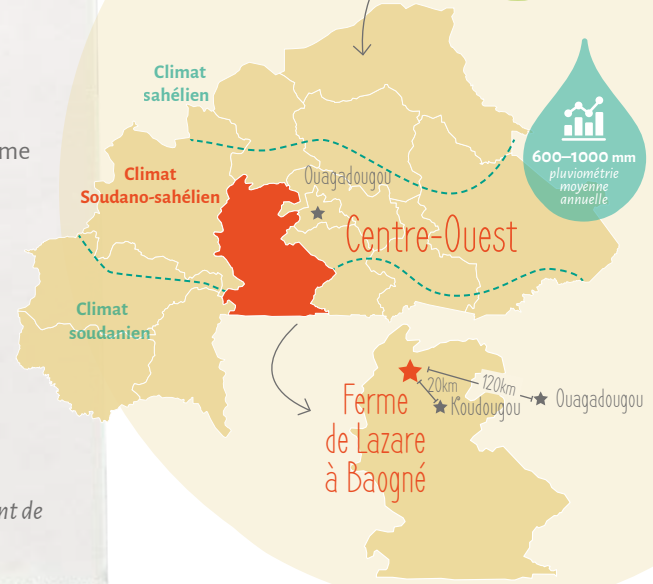 Climat
sahélien
me
Climat
Soudano-sahélien
Ouagadougou
600–1000 mm
pluviométrie
moyenne
annuelle
Centre-Ouest
Climat
soudanien
20km
120km
Koudougou
Ouagadougou
Ferme
de Lazare
à Baogné
nt de